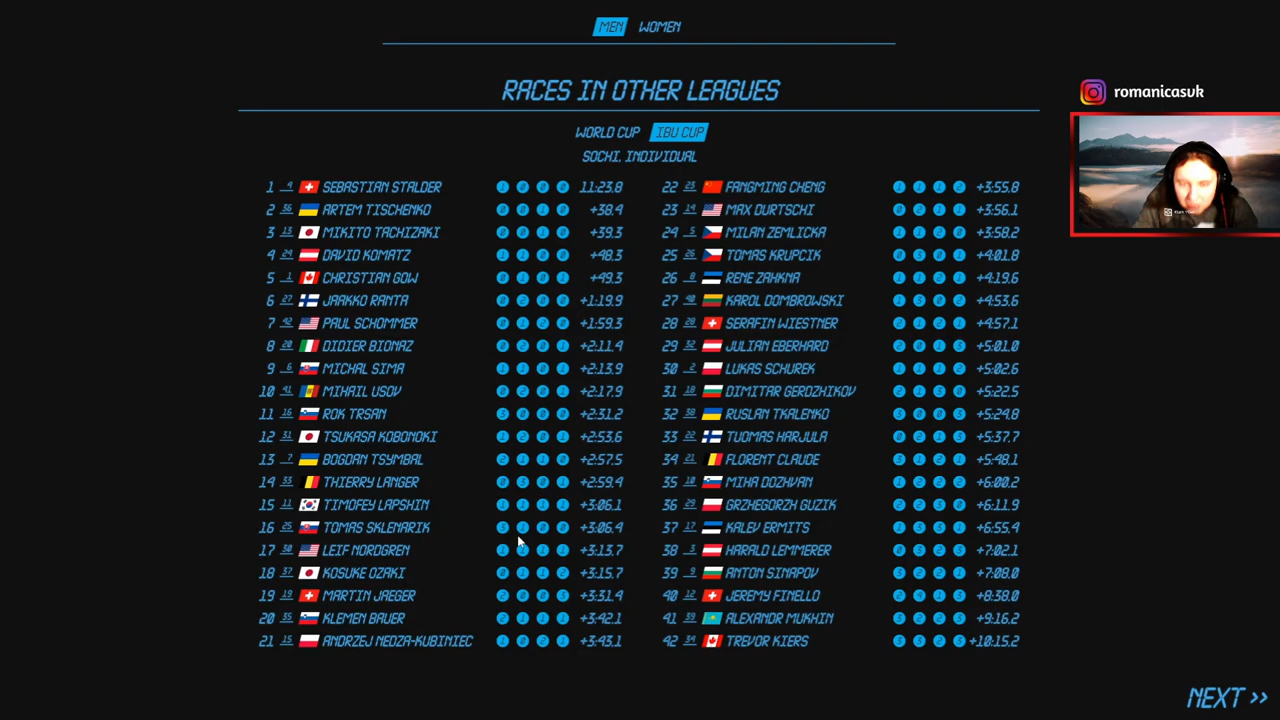 MEN WOMEN
RACES IN OTHER LEAGUES
romanicasuk
WORLD CUP IBU CUP
SOCHI. INDIVIDUAL
1 4 SEBASTIAN STALDER 11:23.8
2 36 ARTEM TISCHENKO +38.4
3 13 MIKITO TACHIZAKI +39.3
4 24 DAVID KOMATZ +48.3
5 1 CHRISTIAN GOW +49.3
6 27 JAAKKO RANTA +1:19.9
7 42 PAUL SCHOMMER +1:59.3
8 20 DIDIER BIONAZ +2:11.4
9 6 MICHAL SIMA +2:13.9
10 41 MIHAIL USOV +2:17.9
11 16 ROK TRSAN +2:31.2
12 31 TSUKASA KOBONOKI +2:53.6
13 7 BOGDAN TSYMBAL +2:57.5
14 33 THIERRY LANGER +2:59.4
15 11 TIMOFEY LAPSHIN +3:06.1
16 25 TOMAS SKLENARIK +3:06.4
17 30 LEIF NORDGREN +3:13.7
18 37 KOSUKE OZAKI +3:15.7
19 19 MARTIN JAEGER +3:31.4
20 35 KLEMEN BAUER +3:42.1
21 15 ANDRZEJ NEDZA-KUBINIEC +3:43.1
22 23 FANGMING CHENG +3:55.8
23 14 MAX DURTSCHI +3:56.1
24 5 MILAN ZEMLICKA +3:58.2
25 26 TOMAS KRUPCIK +4:01.8
26 8 RENE ZAHKNA +4:19.6
27 40 KAROL DOMBROWSKI +4:53.6
28 28 SERAFIN WIESTNER +4:57.1
29 32 JULIAN EBERHARD +5:01.0
30 2 LUKAS SCHUREK +5:02.6
31 18 DIMITAR GERDZHIKOV +5:22.5
32 38 RUSLAN TKALENKO +5:24.8
33 22 TUOMAS HARJULA +5:37.7
34 21 FLORENT CLAUDE +5:48.1
35 10 MIHA DOZHVAN +6:00.2
36 29 GRZHEGORZH GUZIK +6:11.9
37 17 KALEV ERMITS +6:55.4
38 3 HARALD LEMMERER +7:02.1
39 9 ANTON SINAPOV +7:08.0
40 12 JEREMY FINELLO +8:38.0
41 39 ALEXANDR MUKHIN +9:16.2
42 34 TREVOR KIERS +10:15.2
NEXT >>